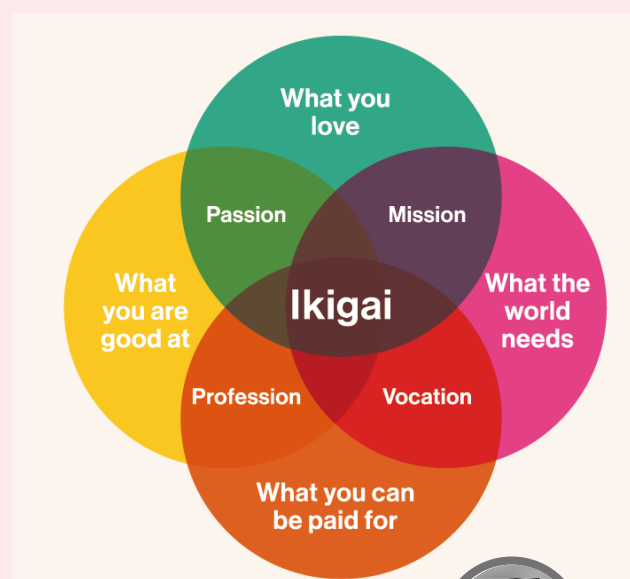 What you
love
Passion
Mission
What
you are
good at
Ikigai
What the
world
needs
Profession
Vocation
What you can
be paid for